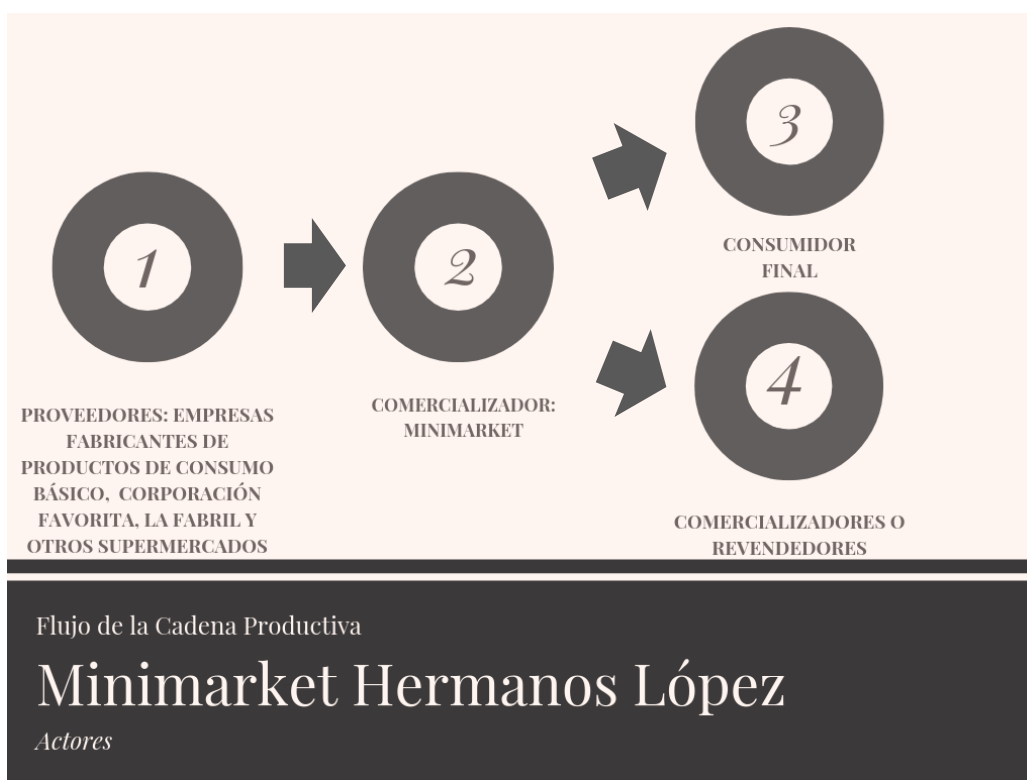 1
PROVEEDORES: EMPRESAS
FABRICANTES DE
PRODUCTOS DE CONSUMO
BÁSICO, CORPORACIÓN
FAVORITA, LA FABRIL Y
OTROS SUPERMERCADOS
2
COMERCIALIZADOR:
MINIMARKET
3
CONSUMIDOR
FINAL
4
COMERCIALIZADORES O
REVENDEDORES
Flujo de la Cadena Productiva
Minimarket Hermanos López
Actores